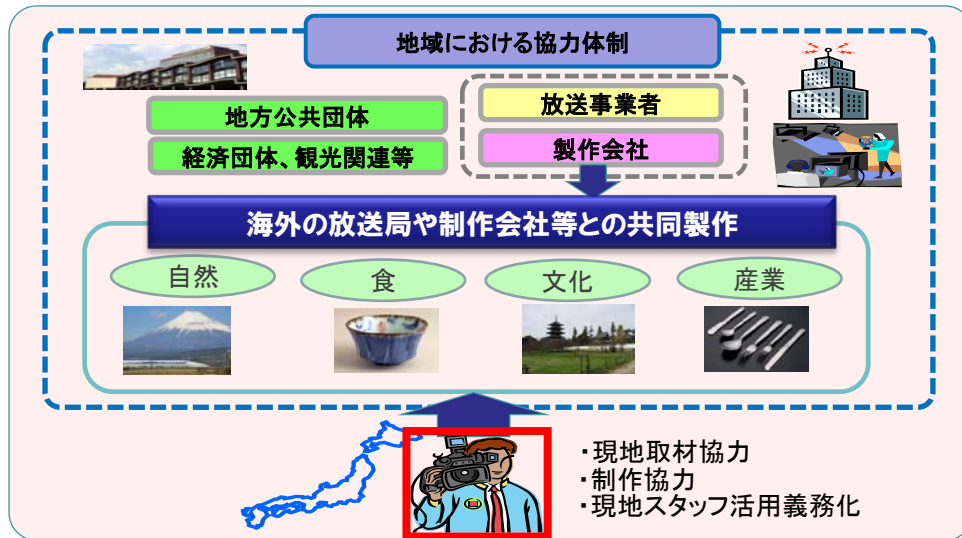 地域における協力体制
地方公共団体
経済団体、観光関連等
放送事業者
製作会社
海外の放送局や制作会社等との共同製作
自然
食
文化
産業
・現地取材協力
・制作協力
・現地スタッフ活用義務化